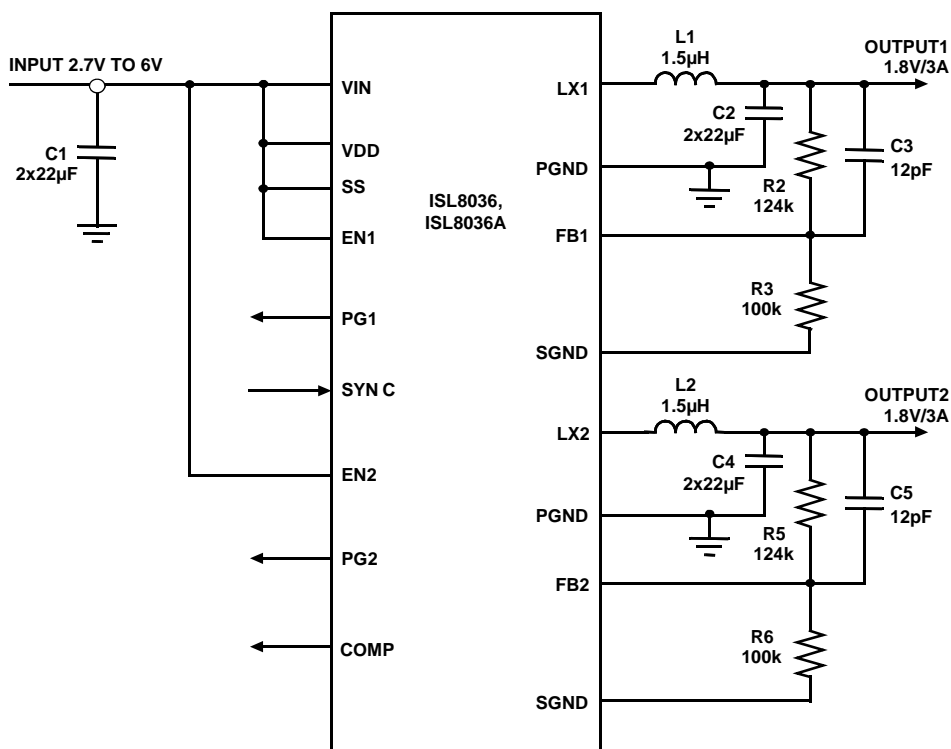 INPUT 2.7V TO 6V
C1
2x22µF
VIN
VDD
SS
EN1
PG1
SYN C
EN2
PG2
COMP
ISL8036,
ISL8036A
LX1
PGND
FB1
SGND
LX2
PGND
FB2
SGND
L1
1.5µH
OUTPUT1
1.8V/3A
C2
2x22µF
R2
124k
C3
12pF
R3
100k
L2
1.5µH
OUTPUT2
1.8V/3A
C4
2x22µF
R5
124k
C5
12pF
R6
100k